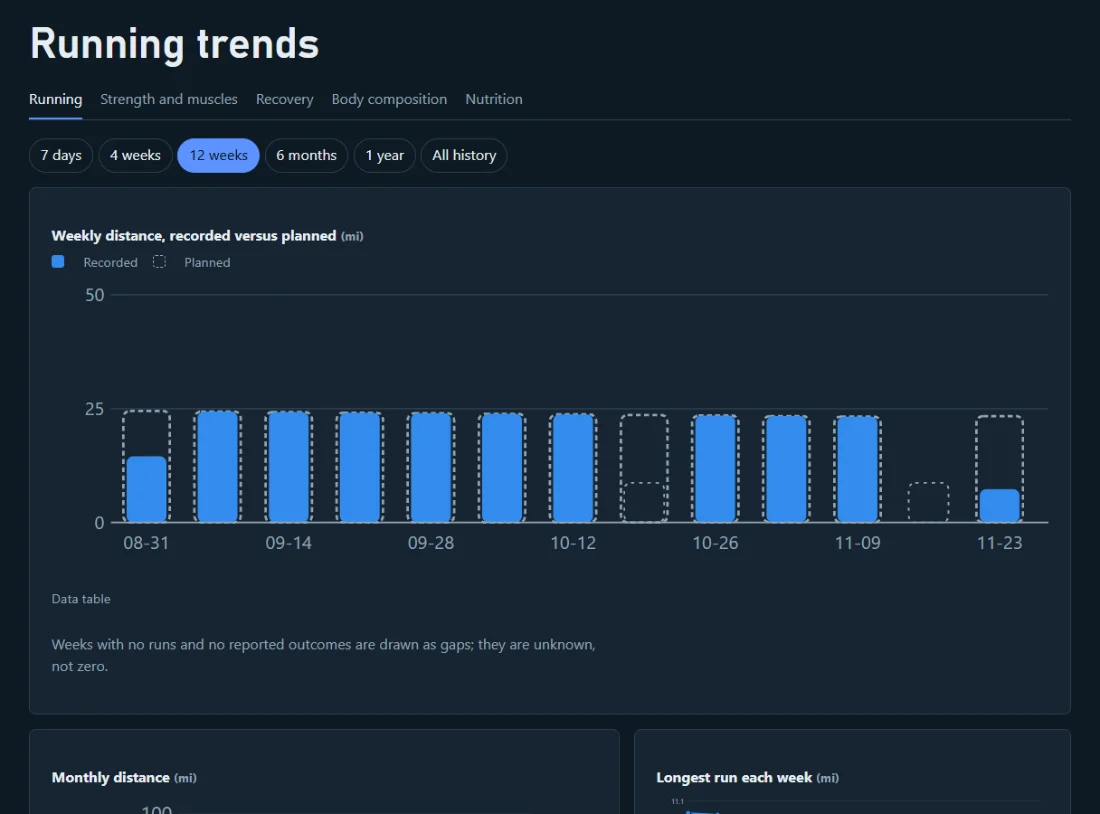 Running trends
Running Strength and muscles Recovery Body composition Nutrition
7 days 4 weeks 12 weeks 6 months 1 year All history
Weekly distance, recorded versus planned (mi)
Recorded Planned
50
25
0
08-31 09-14 09-28 10-12 10-26 11-09 11-23
Data table
Weeks with no runs and no reported outcomes are drawn as gaps; they are unknown,
not zero.
Monthly distance (mi)
100
Longest run each week (mi)
11.1